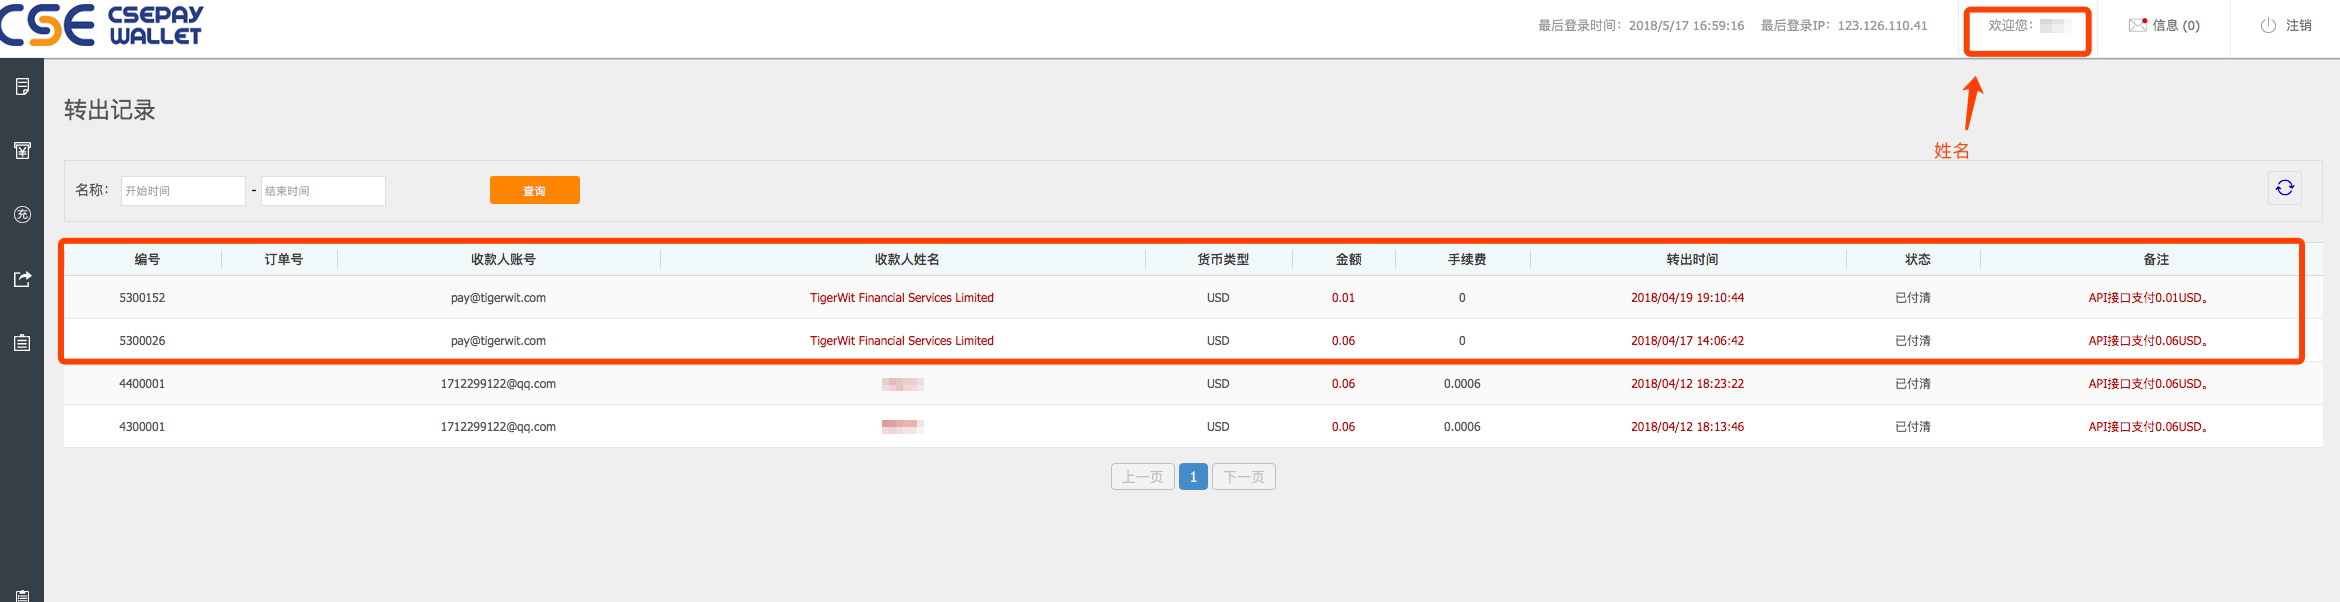 CSE CSEPAY WALLET
最后登录时间：2018/5/17 16:59:16 最后登录IP：123.126.110.41 欢迎您： 信息 (0) 注销
姓名
转出记录
名称： 开始时间 - 结束时间 查询
编号 订单号 收款人账号 收款人姓名 货币类型 金额 手续费 转出时间 状态 备注
5300152 pay@tigerwit.com TigerWit Financial Services Limited USD 0.01 0 2018/04/19 19:10:44 已付清 API接口支付0.01USD。
5300026 pay@tigerwit.com TigerWit Financial Services Limited USD 0.06 0 2018/04/17 14:06:42 已付清 API接口支付0.06USD。
4400001 1712299122@qq.com USD 0.06 0.0006 2018/04/12 18:23:22 已付清 API接口支付0.06USD。
4300001 1712299122@qq.com USD 0.06 0.0006 2018/04/12 18:13:46 已付清 API接口支付0.06USD。
上一页 1 下一页